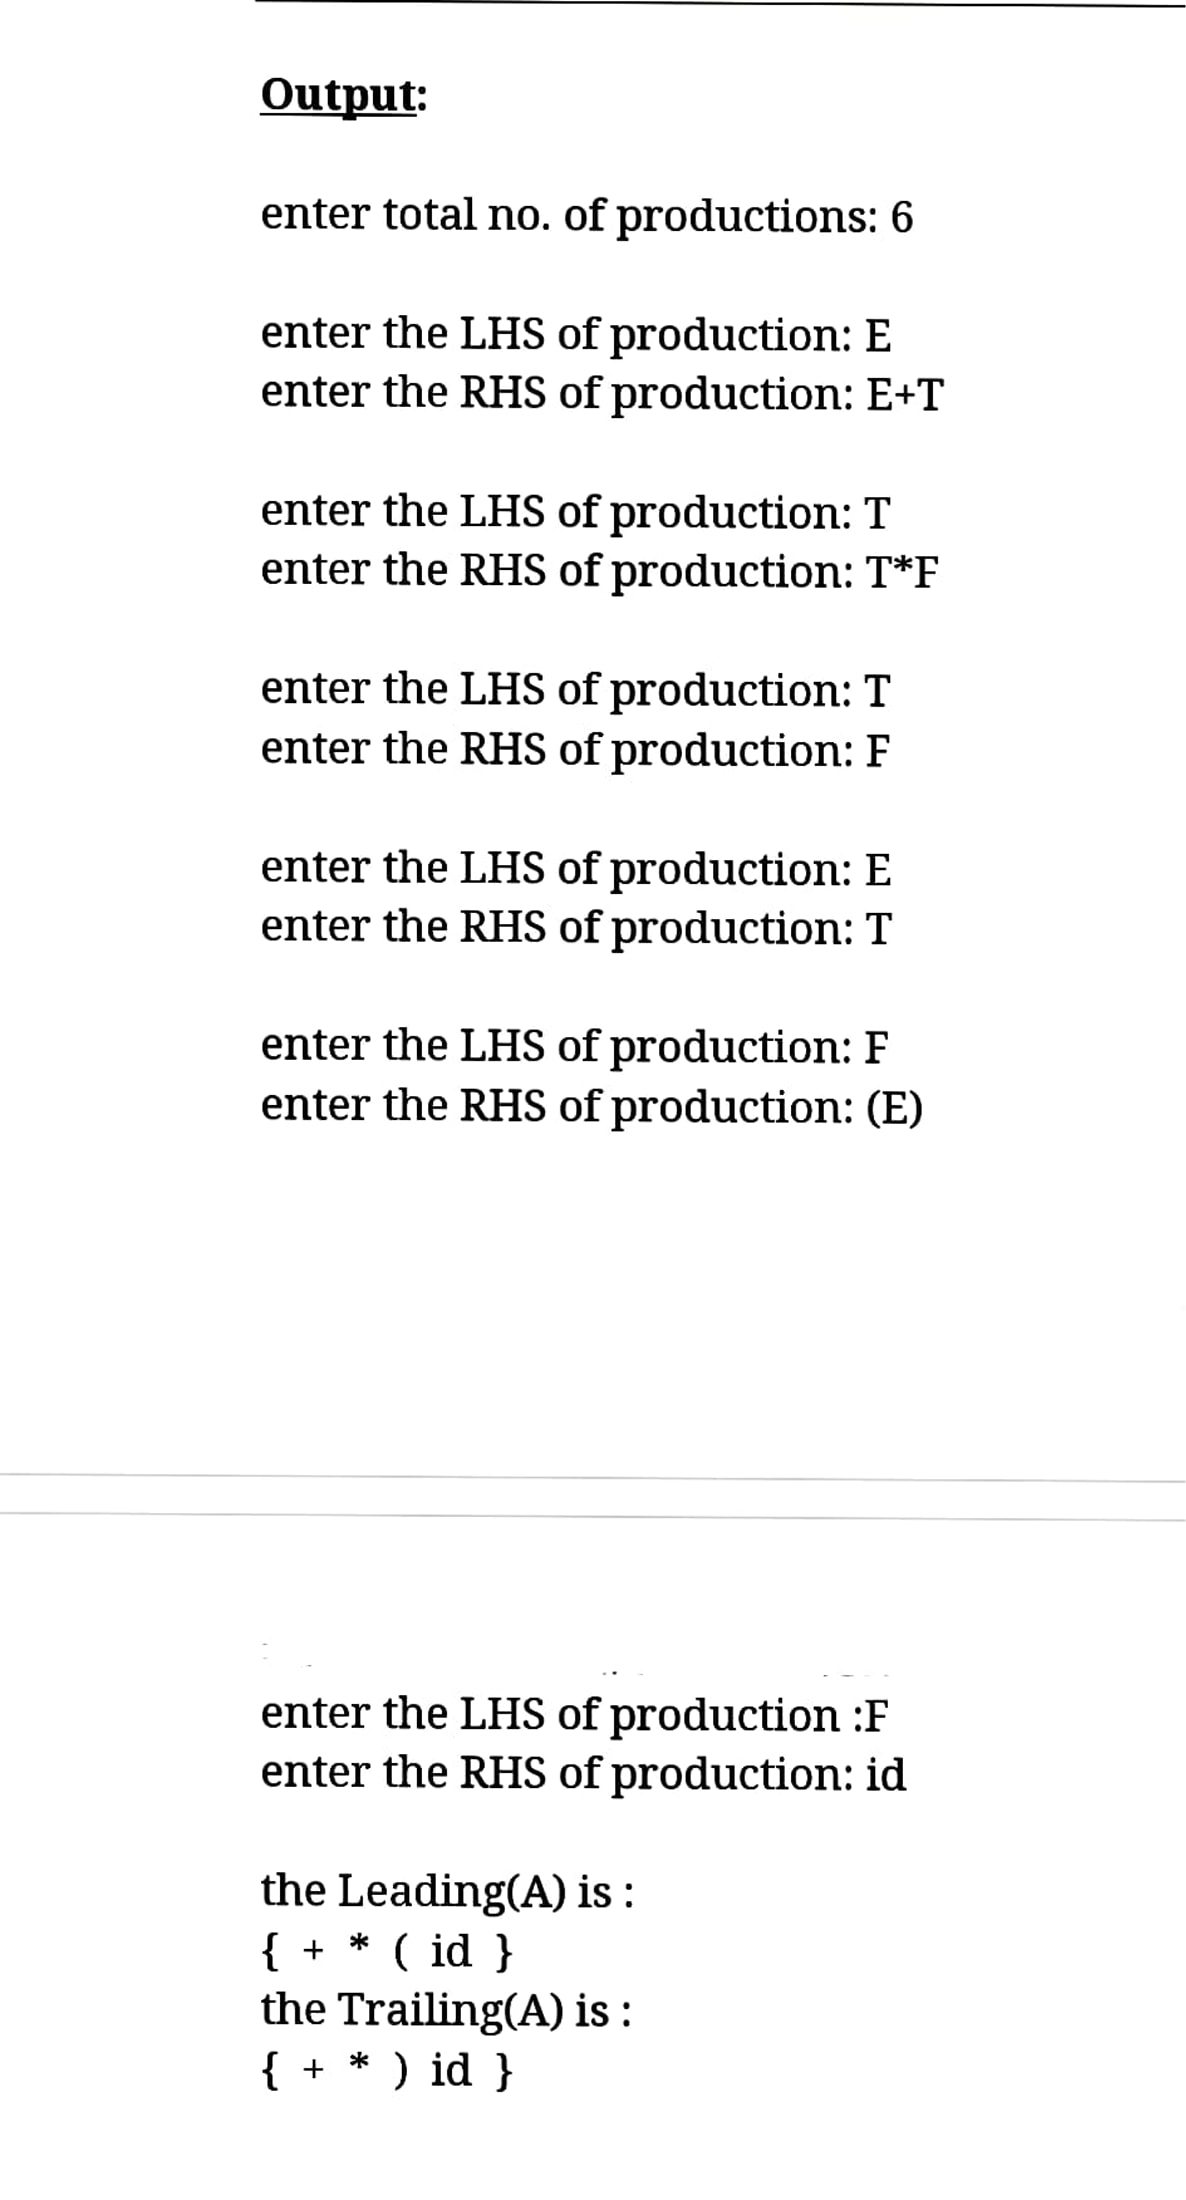 Output:
enter total no. of productions: 6
enter the LHS of production: E
enter the RHS of production: E+T
enter the LHS of production: T
enter the RHS of production: T*F
enter the LHS of production: T
enter the RHS of production: F
enter the LHS of production: E
enter the RHS of production: T
enter the LHS of production: F
enter the RHS of production: (E)
enter the LHS of production :F
enter the RHS of production: id
the Leading(A) is :
{ + * ( id }
the Trailing(A) is :
{ + * ) id }